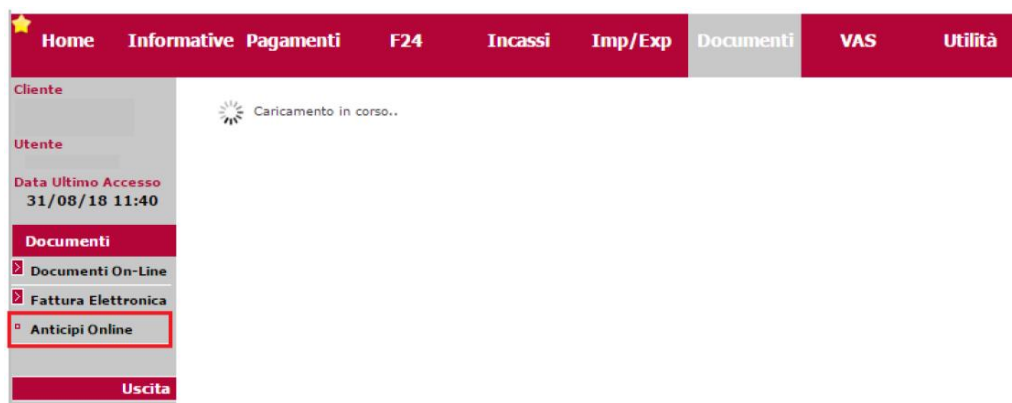 Home Informative Pagamenti F24 Incassi Imp/Exp Documenti VAS Utilità
Cliente
Caricamento in corso..
Utente
Data Ultimo Accesso
31/08/18 11:40
Documenti
Documenti On-Line
Fattura Elettronica
Anticipi Online
Uscita